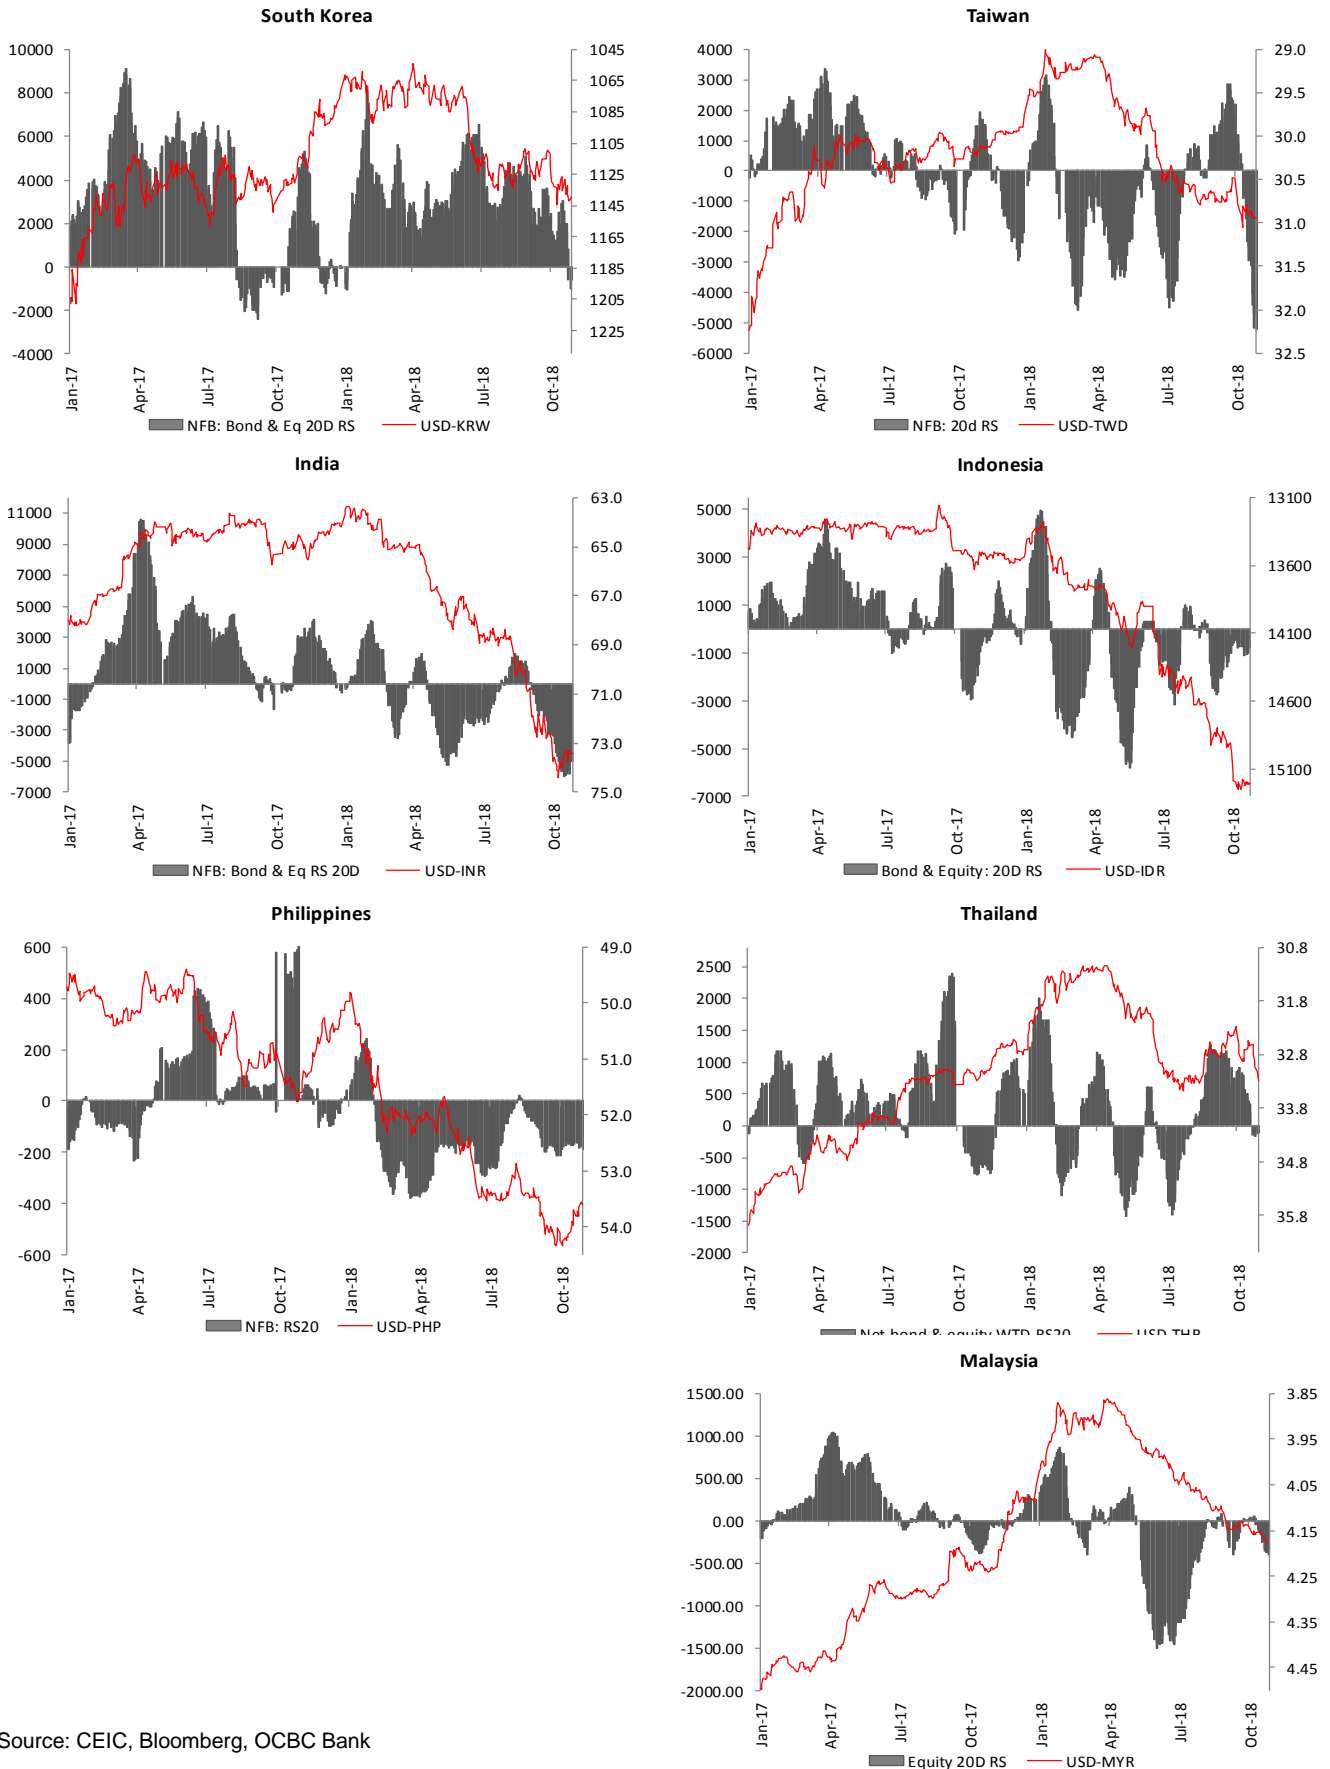 South Korea
10000
8000
6000
4000
2000
0
-2000
-4000
1045
1065
1085
1105
1125
1145
1165
1185
1205
1225
Jan-17
Apr-17
Jul-17
Oct-17
Jan-18
Apr-18
Jul-18
Oct-18
NFB: Bond & Eq 20D RS
USD-KRW
Taiwan
4000
3000
2000
1000
0
-1000
-2000
-3000
-4000
-5000
-6000
29.0
29.5
30.0
30.5
31.0
31.5
32.0
32.5
Jan-17
Apr-17
Jul-17
Oct-17
Jan-18
Apr-18
Jul-18
Oct-18
NFB: 20d RS
USD-TWD
India
11000
9000
7000
5000
3000
1000
-1000
-3000
-5000
-7000
63.0
65.0
67.0
69.0
71.0
73.0
75.0
Jan-17
Apr-17
Jul-17
Oct-17
Jan-18
Apr-18
Jul-18
Oct-18
NFB: Bond & Eq RS 20D
USD-INR
Indonesia
5000
3000
1000
-1000
-3000
-5000
-7000
13100
13600
14100
14600
15100
Jan-17
Apr-17
Jul-17
Oct-17
Jan-18
Apr-18
Jul-18
Oct-18
Bond & Equity: 20D RS
USD-IDR
Philippines
600
400
200
0
-200
-400
-600
49.0
50.0
51.0
52.0
53.0
54.0
Jan-17
Apr-17
Jul-17
Oct-17
Jan-18
Apr-18
Jul-18
Oct-18
NFB: RS20
USD-PHP
Thailand
2500
2000
1500
1000
500
0
-500
-1000
-1500
-2000
30.8
31.8
32.8
33.8
34.8
35.8
Jan-17
Apr-17
Jul-17
Oct-17
Jan-18
Apr-18
Jul-18
Oct-18
Net bond & equity WTD RS20
USD-THB
Malaysia
1500.00
1000.00
500.00
0.00
-500.00
-1000.00
-1500.00
-2000.00
3.85
3.95
4.05
4.15
4.25
4.35
4.45
Jan-17
Apr-17
Jul-17
Oct-17
Jan-18
Apr-18
Jul-18
Oct-18
Equity 20D RS
USD-MYR
Source: CEIC, Bloomberg, OCBC Bank